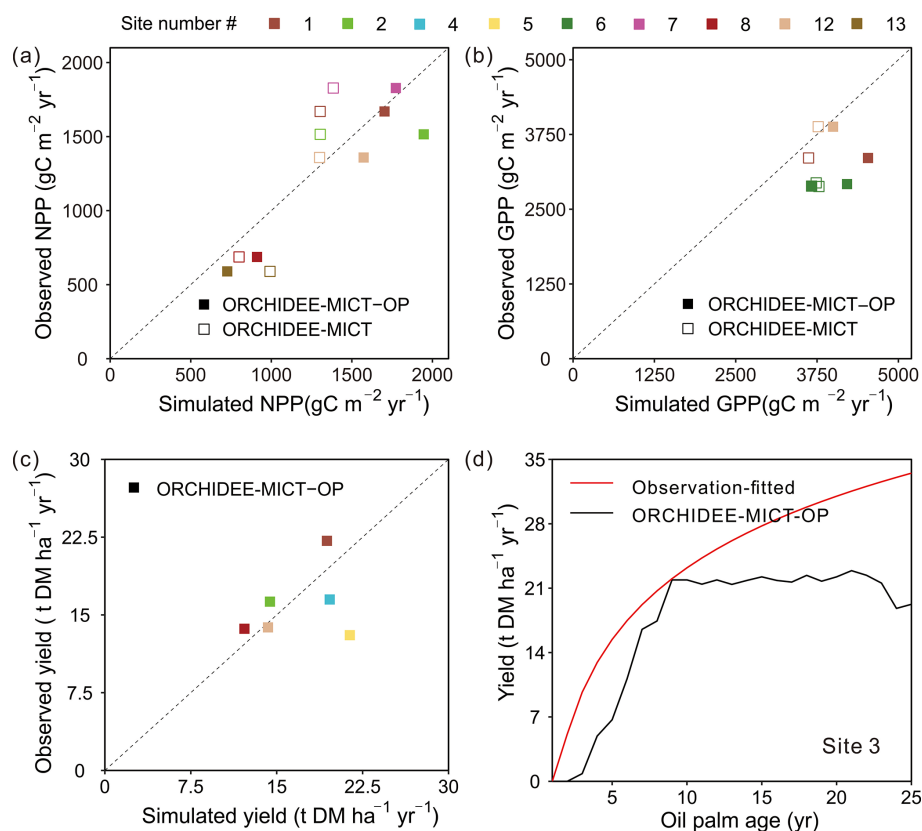 Site number # 1 2 4 5 6 7 8 12 13
(a)
2000
1500
1000
500
0
Observed NPP (gC m⁻² yr⁻¹)
ORCHIDEE-MICT−OP
ORCHIDEE-MICT
0 500 1000 1500 2000
Simulated NPP(gC m⁻² yr⁻¹)
(b)
5000
3750
2500
1250
0
Observed GPP (gC m⁻² yr⁻¹)
ORCHIDEE-MICT–OP
ORCHIDEE-MICT
0 1250 2500 3750 5000
Simulated GPP(gC m⁻² yr⁻¹)
(c)
30
22.5
15
7.5
0
Observed yield ( t DM ha⁻¹ yr⁻¹)
ORCHIDEE-MICT−OP
0 7.5 15 22.5 30
Simulated yield (t DM ha⁻¹ yr⁻¹)
(d)
35
28
21
14
7
0
Yield (t DM ha⁻¹ yr⁻¹)
Observation-fitted
ORCHIDEE-MICT-OP
Site 3
5 10 15 20 25
Oil palm age (yr)